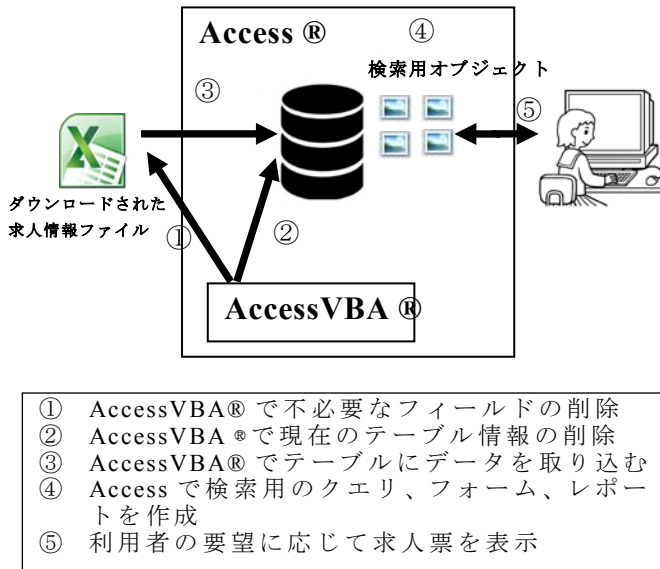 Access ®
④
検索用オブジェクト
③
⑤
ダウンロードされた
求人情報ファイル
①
②
AccessVBA ®
① AccessVBA® で不必要なフィールドの削除
② AccessVBA ® で現在のテーブル情報の削除
③ AccessVBA® でテーブルにデータを取り込む
④ Access で検索用のクエリ、フォーム、レポー
トを作成
⑤ 利用者の要望に応じて求人票を表示